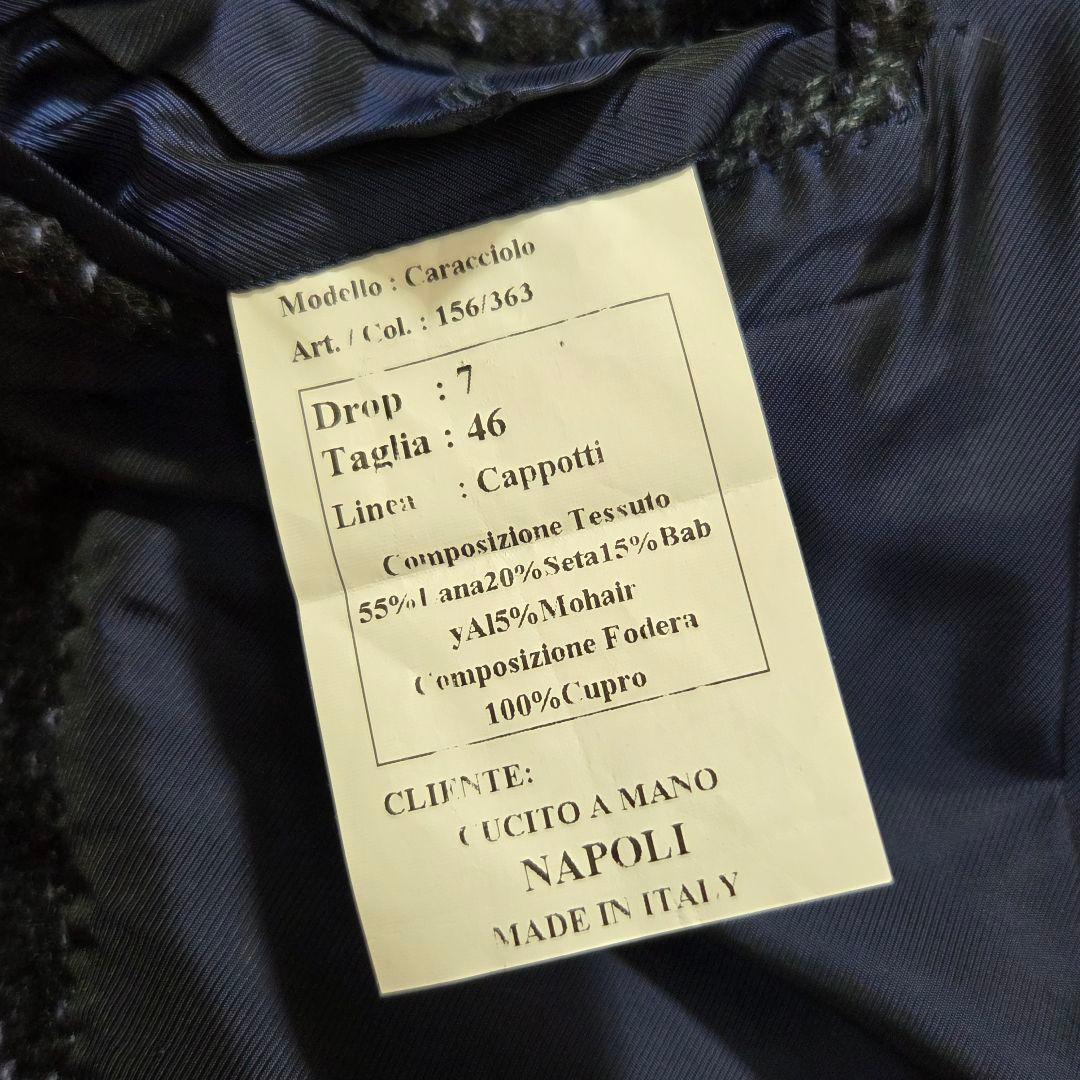 Modello : Caracciolo
Art. / Col. : 156/363
Drop : 7
Taglia : 46
Linea : Cappotti
Composizione Tessuto
55%Lana20%Seta15%Bab
yAl5%Mohair
Composizione Fodera
100%Cupro
CLIENTE:
CUCITO A MANO
NAPOLI
MADE IN ITALY